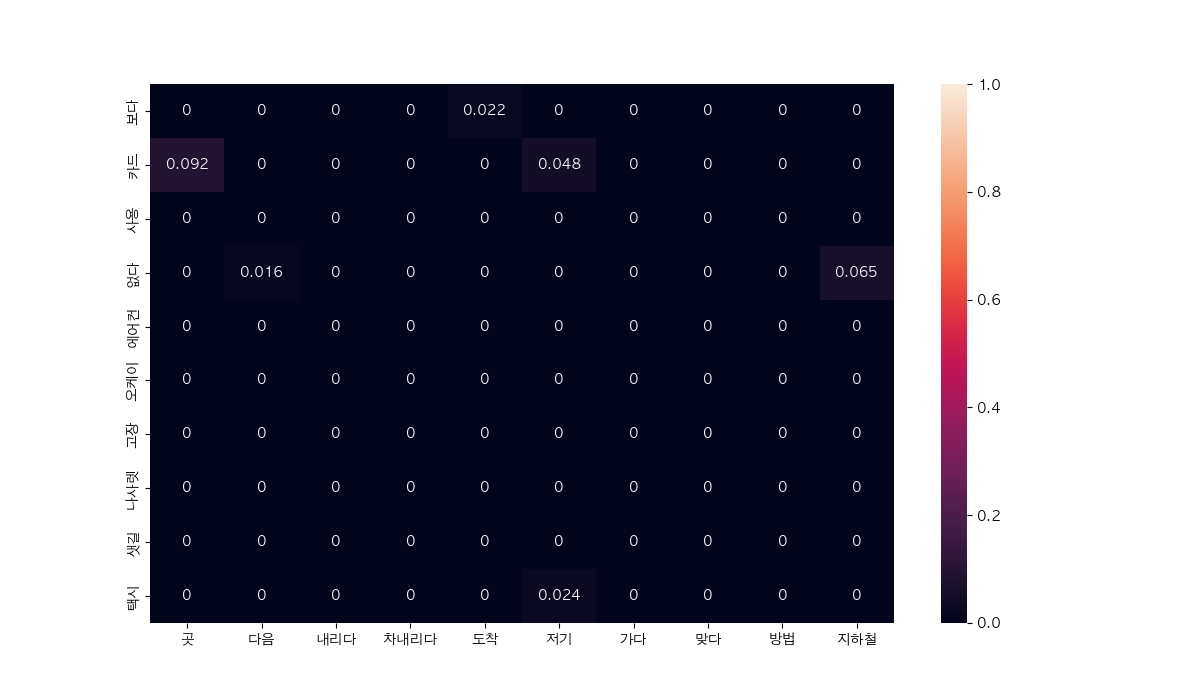 보다 0 0 0 0 0.022 0 0 0 0 0
카드 0.092 0 0 0 0 0.048 0 0 0 0
사용 0 0 0 0 0 0 0 0 0 0
없다 0 0.016 0 0 0 0 0 0 0 0.065
에어컨 0 0 0 0 0 0 0 0 0 0
오케이 0 0 0 0 0 0 0 0 0 0
고장 0 0 0 0 0 0 0 0 0 0
나사렛 0 0 0 0 0 0 0 0 0 0
샛길 0 0 0 0 0 0 0 0 0 0
택시 0 0 0 0 0 0.024 0 0 0 0
곳 다음 내리다 차내리다 도착 저기 가다 맞다 방법 지하철
1.0
0.8
0.6
0.4
0.2
0.0